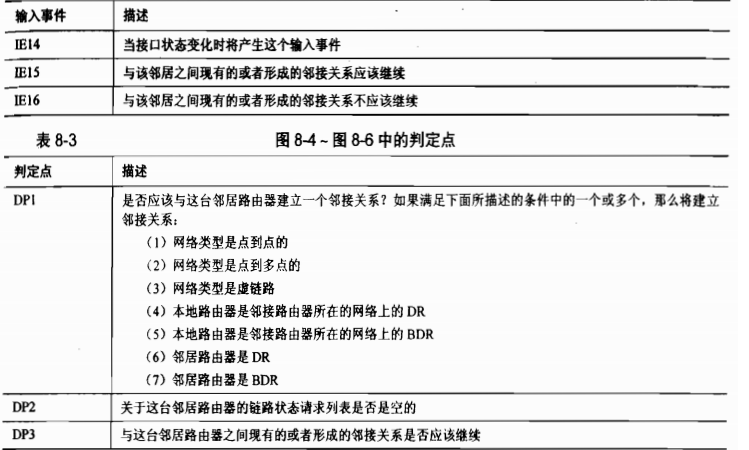 输入事件 描述
IE14 当接口状态变化时将产生这个输入事件
IE15 与该邻居之间现有的或者形成的邻接关系应该继续
IE16 与该邻居之间现有的或者形成的邻接关系不应该继续
表 8-3 图 8-4 ~ 图 8-6 中的判定点
判定点 描述
DP1 是否应该与这台邻居路由器建立一个邻接关系？如果满足下面所描述的条件中的一个或多个，那么将建立
邻接关系：
（1）网络类型是点到点的
（2）网络类型是点到多点的
（3）网络类型是虚链路
（4）本地路由器是邻接路由器所在的网络上的 DR
（5）本地路由器是邻接路由器所在的网络上的 BDR
（6）邻居路由器是 DR
（7）邻居路由器是 BDR
DP2 关于这台邻居路由器的链路状态请求列表是否是空的
DP3 与这台邻居路由器之间现有的或者形成的邻接关系是否应该继续